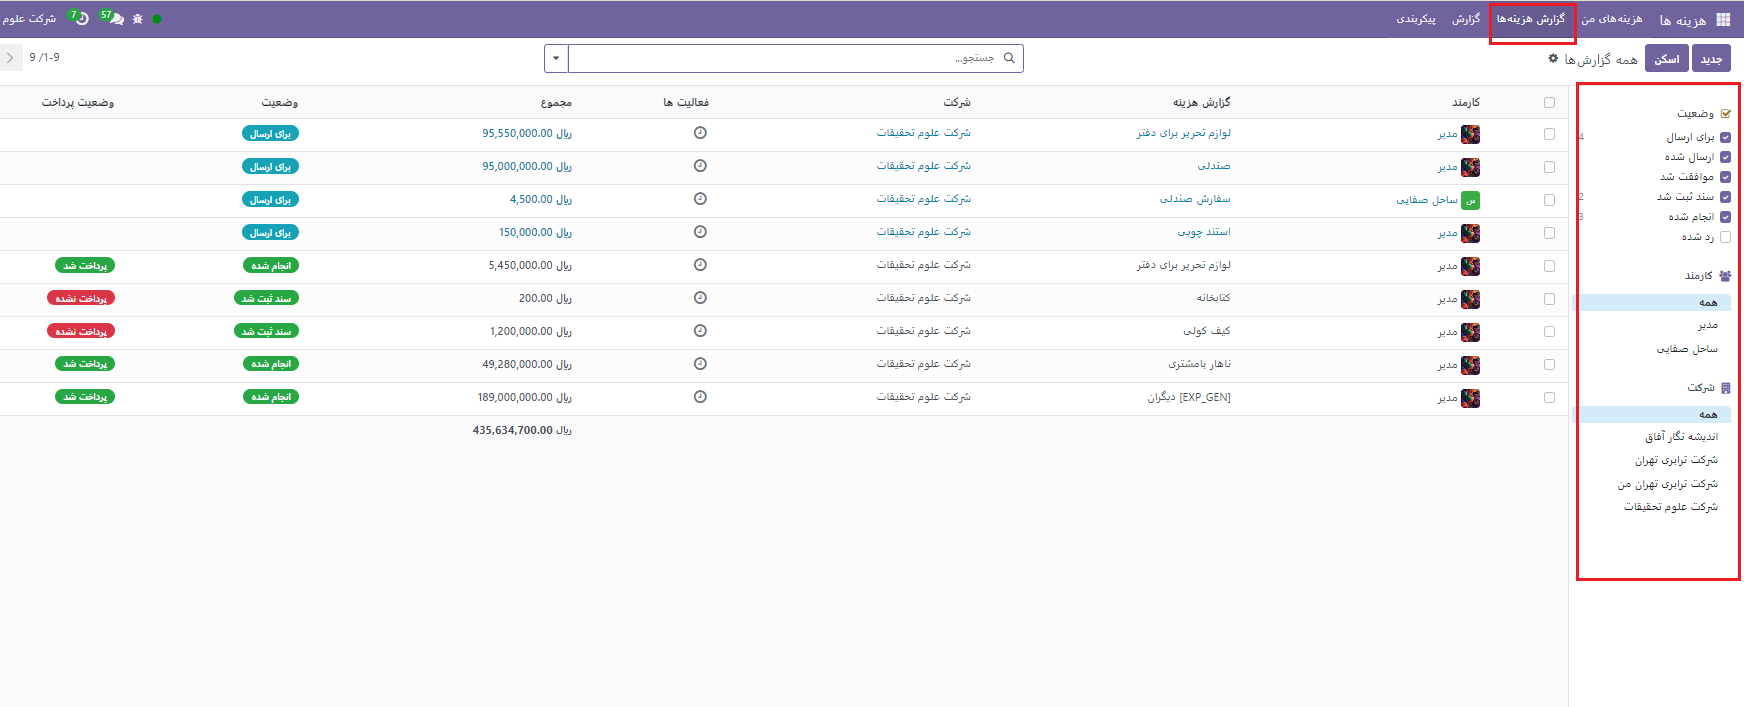 هزینه ها هزینه‌های من گزارش هزینه‌ها گزارش پیکربندی 57 7 شرکت علوم
جدید اسکن همه گزارش‌ها جستجو... 1-9 / 9
وضعیت
برای ارسال 4
ارسال شده
موافقت شد
سند ثبت شد 2
انجام شده 3
رد شده
کارمند
همه
مدیر
ساحل صفایی
شرکت
همه
اندیشه نگار آفاق
شرکت ترابری تهران
شرکت ترابری تهران من
شرکت علوم تحقیقات
کارمند گزارش هزینه شرکت فعالیت ها مجموع وضعیت وضعیت پرداخت
مدیر لوازم تحریر برای دفتر شرکت علوم تحقیقات ریال 95,550,000.00 برای ارسال
مدیر صندلی شرکت علوم تحقیقات ریال 95,000,000.00 برای ارسال
س ساحل صفایی سفارش صندلی شرکت علوم تحقیقات ریال 4,500.00 برای ارسال
مدیر استند چوبی شرکت علوم تحقیقات ریال 150,000.00 برای ارسال
مدیر لوازم تحریر برای دفتر شرکت علوم تحقیقات ریال 5,450,000.00 انجام شده پرداخت شد
مدیر کتابخانه شرکت علوم تحقیقات ریال 200.00 سند ثبت شد پرداخت نشده
مدیر کیف کولی شرکت علوم تحقیقات ریال 1,200,000.00 سند ثبت شد پرداخت نشده
مدیر ناهار بامشتری شرکت علوم تحقیقات ریال 49,280,000.00 انجام شده پرداخت شد
مدیر [EXP_GEN] دیگران شرکت علوم تحقیقات ریال 189,000,000.00 انجام شده پرداخت شد
ریال 435,634,700.00